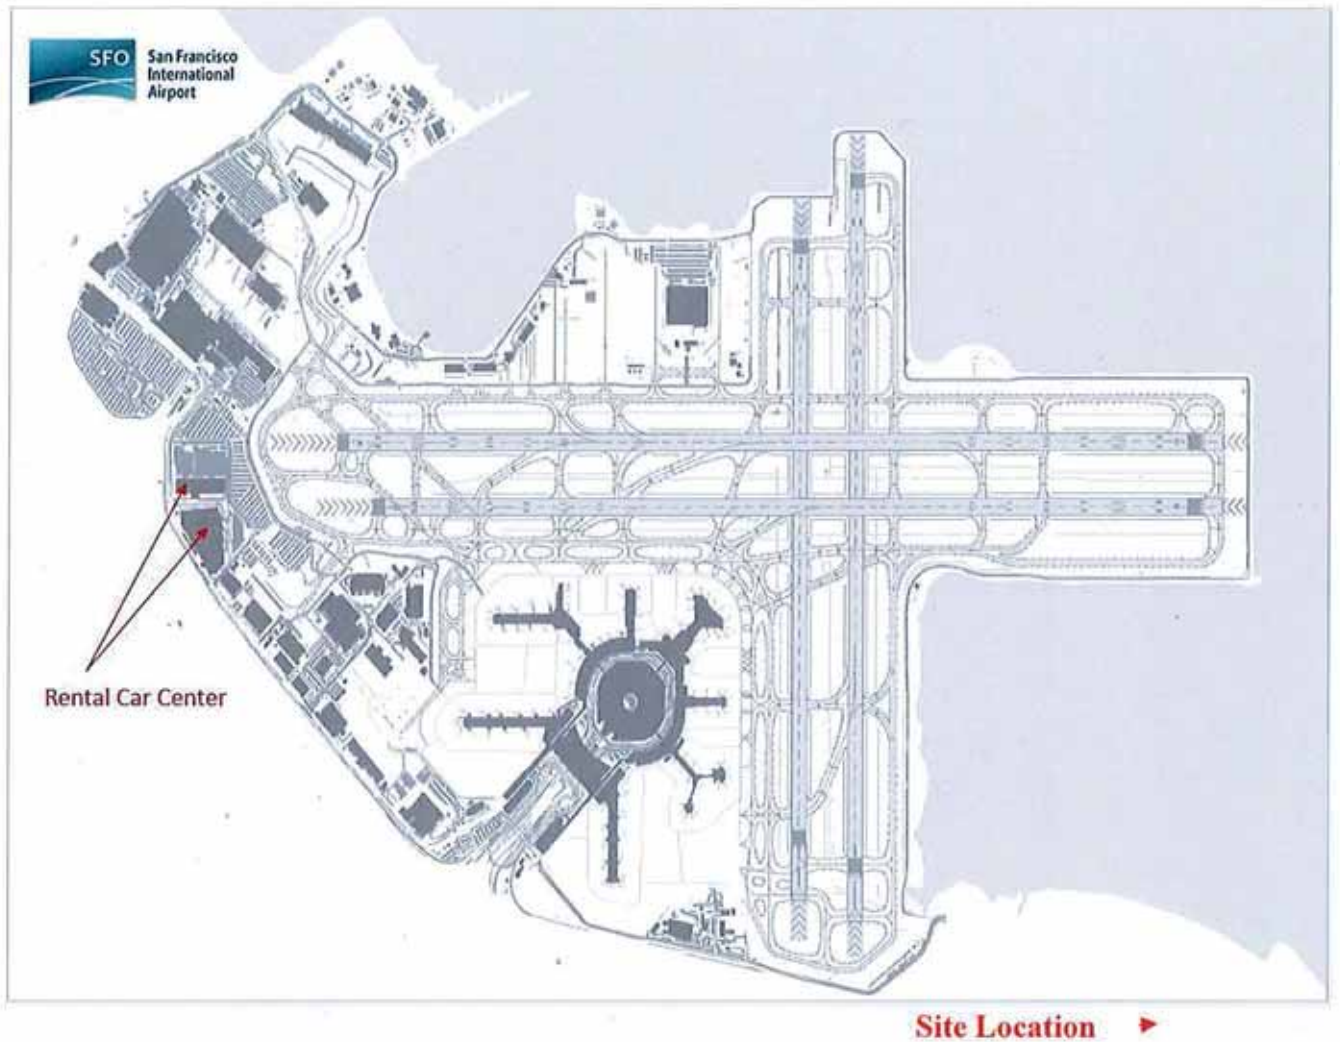 SFO
San Francisco
International
Airport
Rental Car Center
Site Location